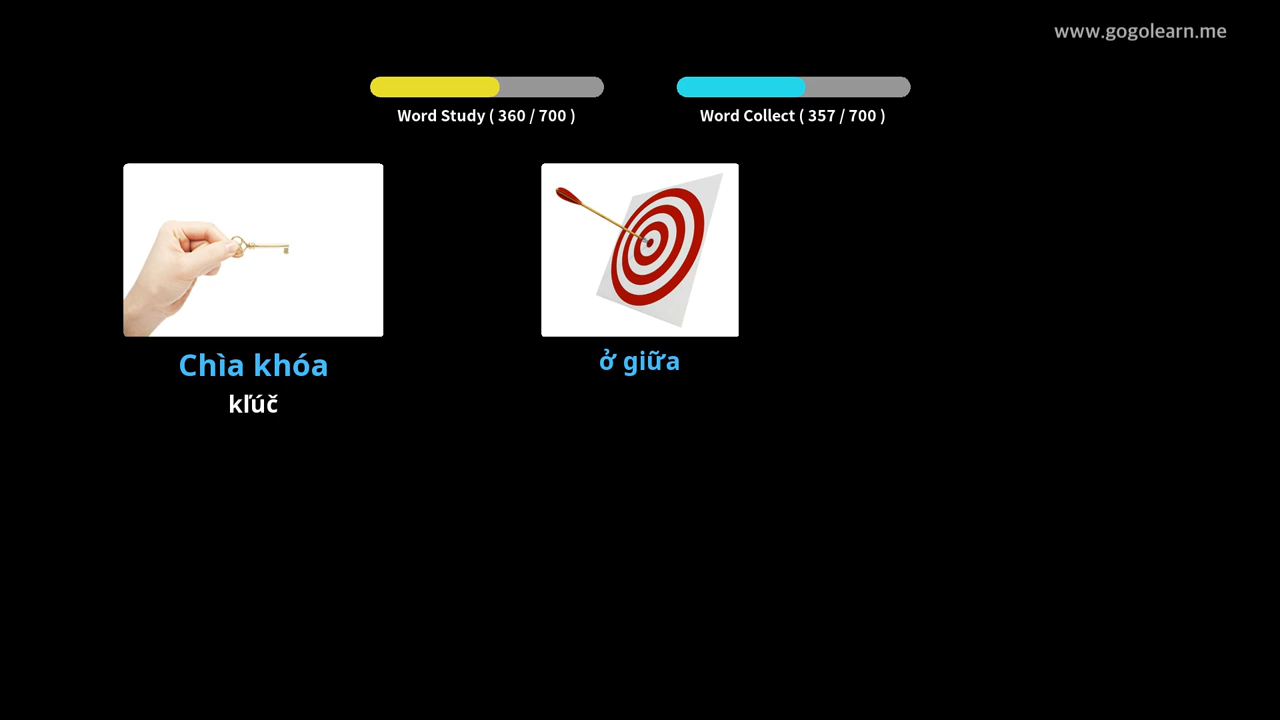 www.gogolearn.me
Word Study ( 360 / 700 )
Word Collect ( 357 / 700 )
Chìa khóa
kľúč
ở giữa